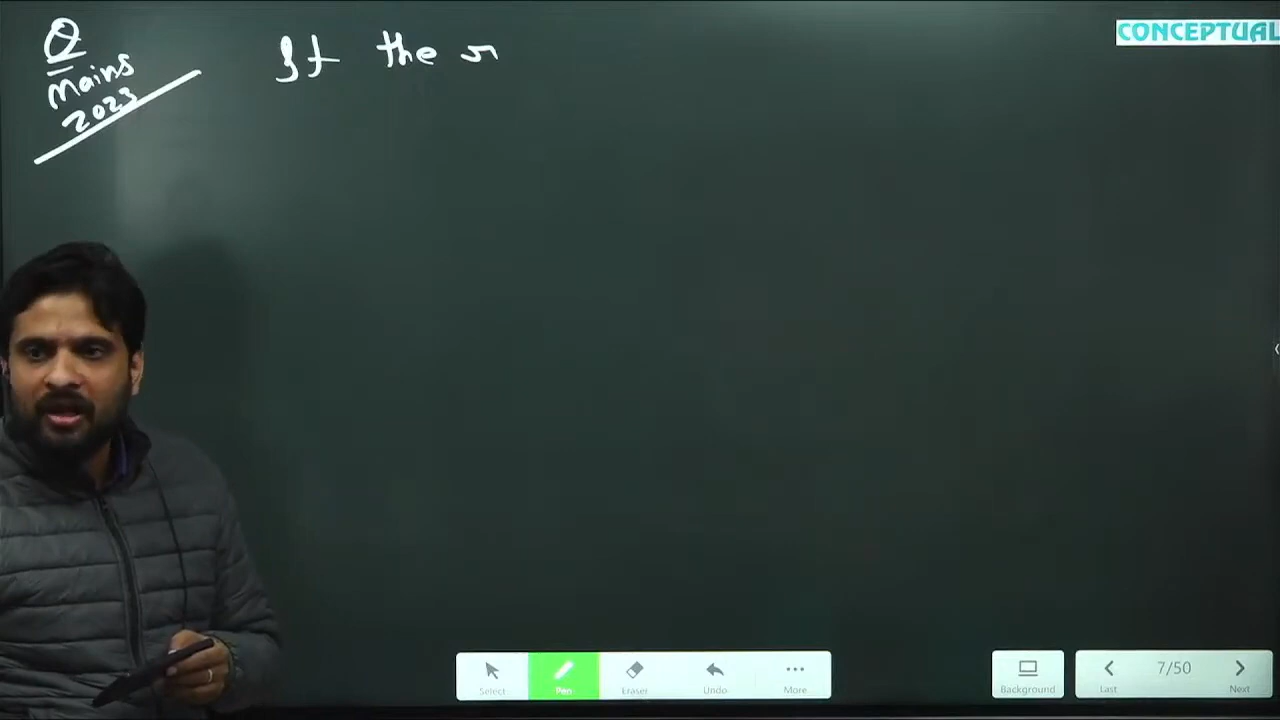 Q
Mains
2023
If the r
CONCEPTUAL
Select
Pen
Eraser
Undo
More
Background
Last
7/50
Next